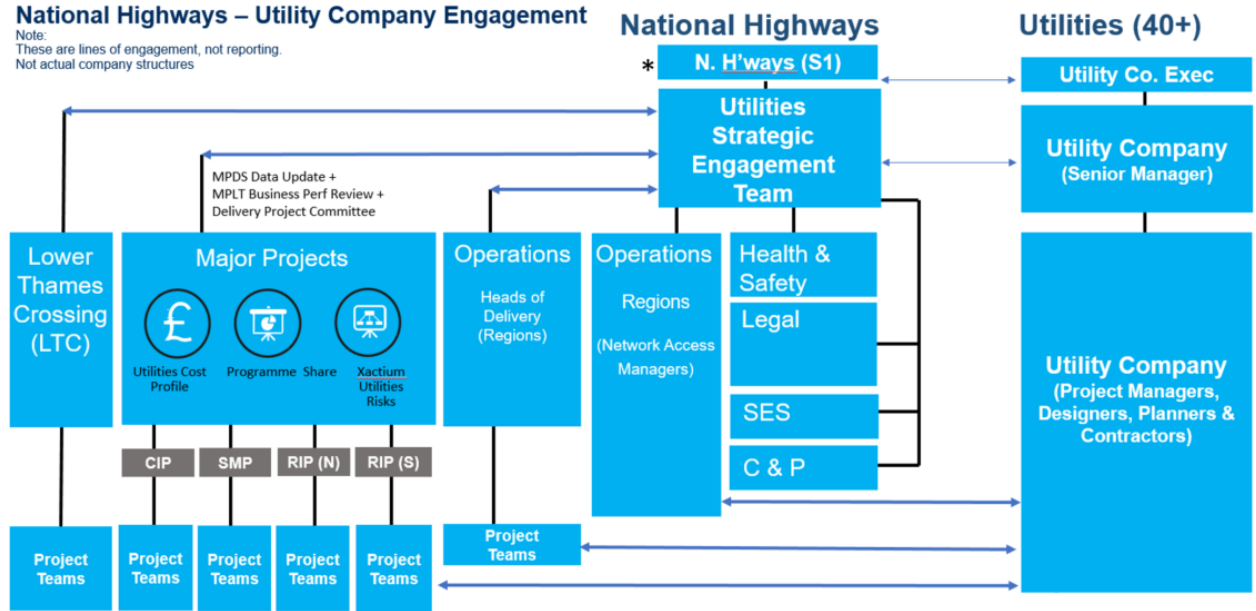 National Highways – Utility Company Engagement
Note:
These are lines of engagement, not reporting.
Not actual company structures
National Highways
Utilities (40+)
*
N. H'ways (S1)
Utility Co. Exec
Utilities
Strategic
Engagement
Team
Utility Company
(Senior Manager)
MPDS Data Update +
MPLT Business Perf Review +
Delivery Project Committee
Lower
Thames
Crossing
(LTC)
Major Projects
£
Utilities Cost
Profile
Programme Share
Xactium
Utilities
Risks
Operations
Heads of
Delivery
(Regions)
Operations
Regions
(Network Access
Managers)
Health &
Safety
Legal
SES
C & P
Utility Company
(Project Managers,
Designers, Planners &
Contractors)
CIP
SMP
RIP (N)
RIP (S)
Project
Teams
Project
Teams
Project
Teams
Project
Teams
Project
Teams
Project
Teams